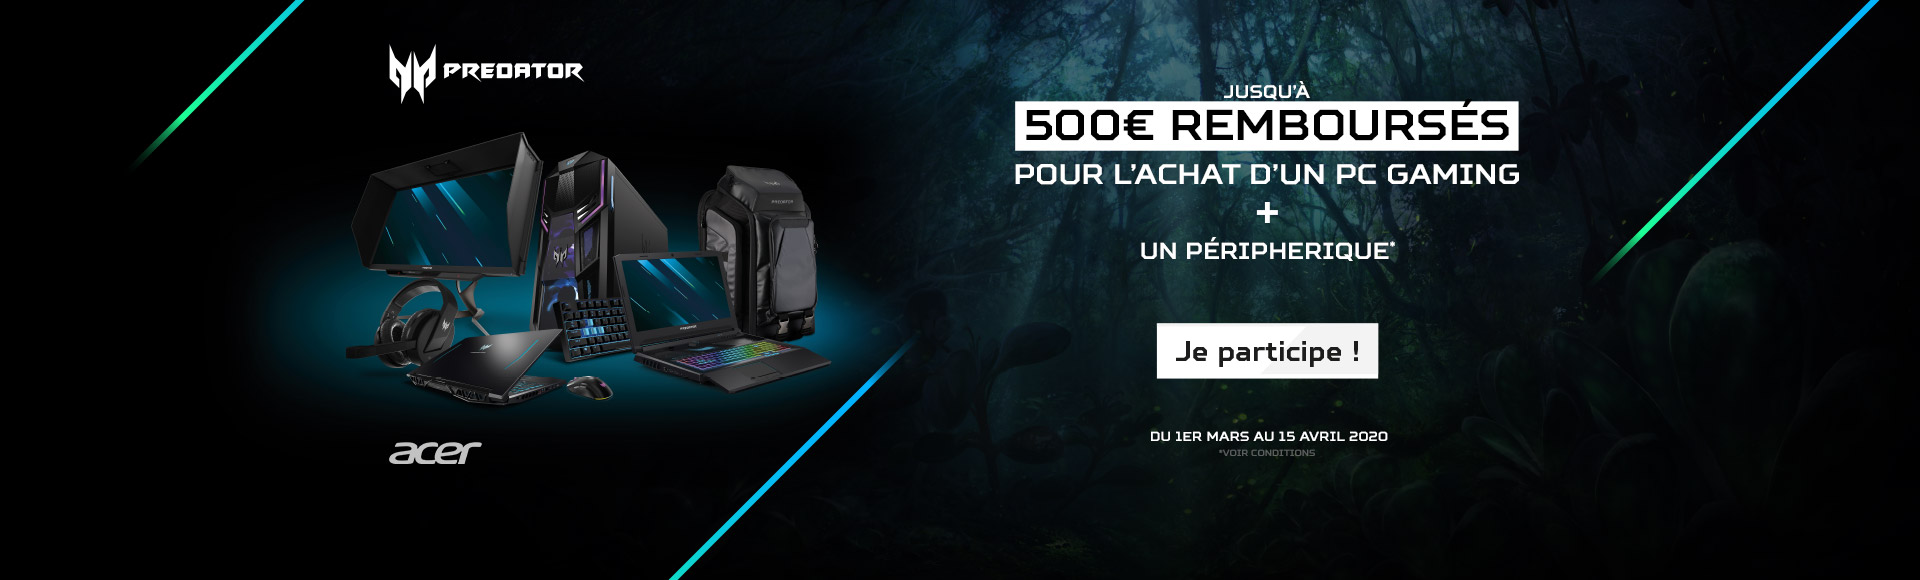 PREDATOR
JUSQU'À
500€ REMBOURSÉS
POUR L'ACHAT D'UN PC GAMING
+
UN PÉRIPHERIQUE*
Je participe !
DU 1ER MARS AU 15 AVRIL 2020
*VOIR CONDITIONS
acer
PREDATOR